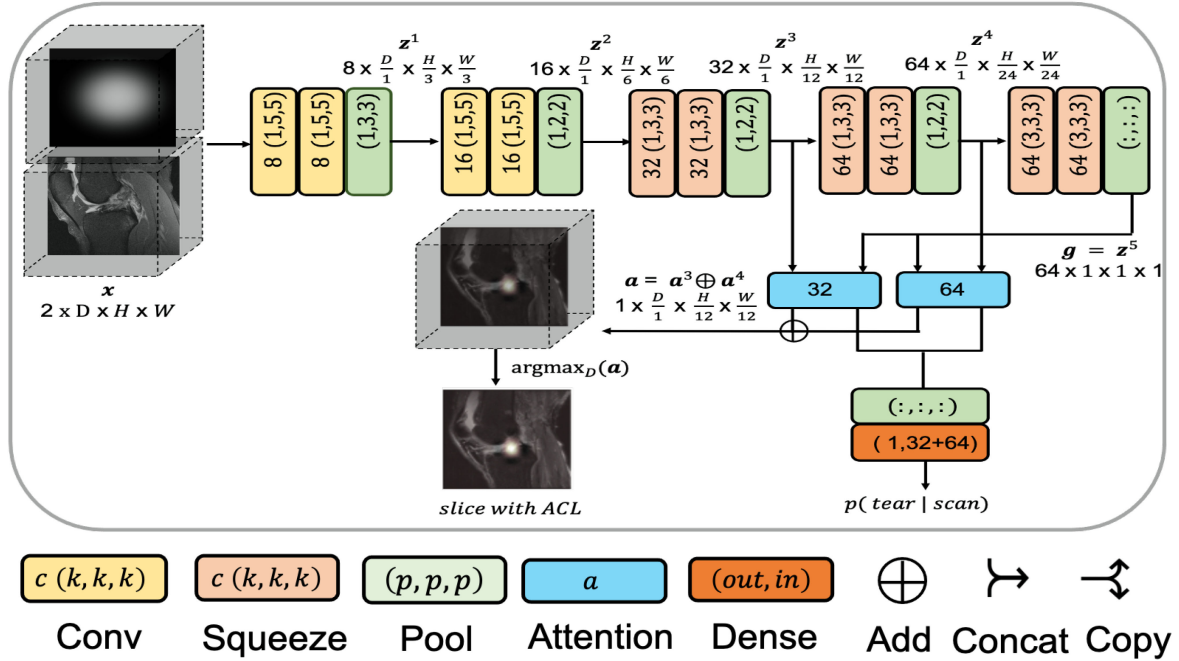 z¹
8 x D/1 x H/3 x W/3
z²
16 x D/1 x H/6 x W/6
z³
32 x D/1 x H/12 x W/12
z⁴
64 x D/1 x H/24 x W/24
8 (1,5,5)
8 (1,5,5)
(1,3,3)
16 (1,5,5)
16 (1,5,5)
(1,2,2)
32 (1,3,3)
32 (1,3,3)
(1,2,2)
64 (1,3,3)
64 (1,3,3)
(1,2,2)
64 (3,3,3)
64 (3,3,3)
(:,:,:)
x
2 x D x H x W
g = z⁵
64 x 1 x 1 x 1
a = a³ ⊕ a⁴
1 x D/1 x H/12 x W/12
32
64
argmax_D(a)
(:,:,:)
( 1,32+64)
slice with ACL
p( tear | scan)
c (k, k, k)
c (k, k, k)
(p, p, p)
a
(out, in)
Conv
Squeeze
Pool
Attention
Dense
Add
Concat
Copy